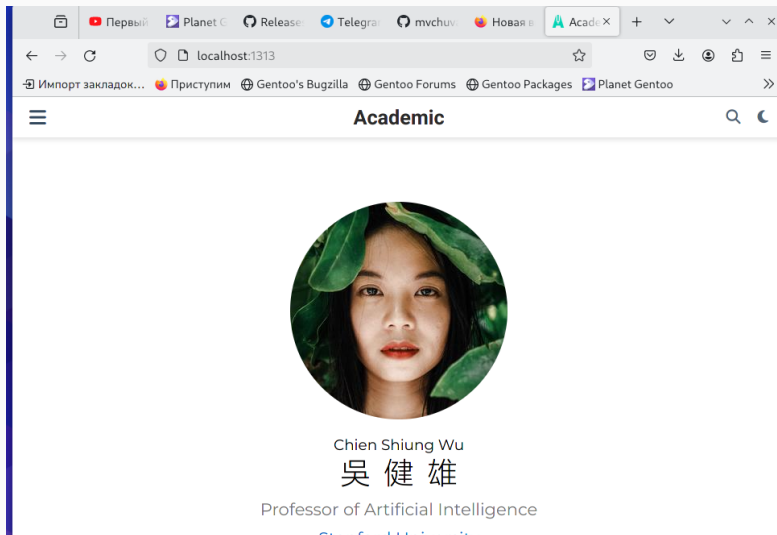 Первый Planet G Release Telegra mvchuv Новая в Acade
localhost:1313
Импорт закладок... Приступим Gentoo's Bugzilla Gentoo Forums Gentoo Packages Planet Gentoo
Academic
Chien Shiung Wu
吳健雄
Professor of Artificial Intelligence